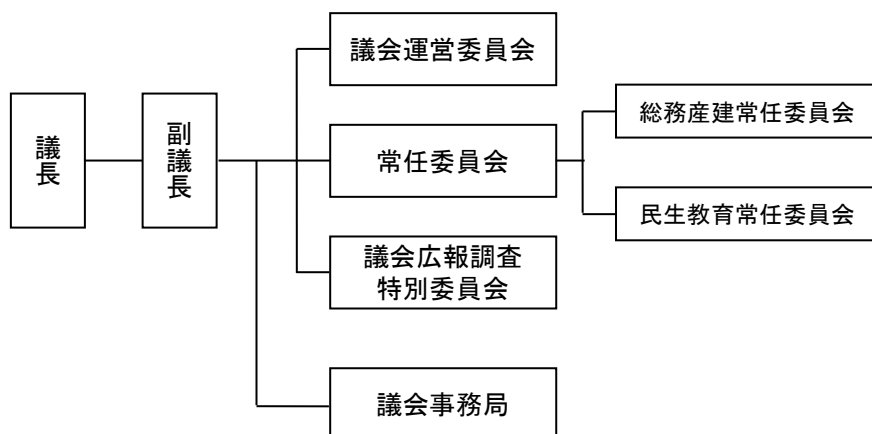 議長
副議長
議会運営委員会
常任委員会
総務産建常任委員会
民生教育常任委員会
議会広報調査
特別委員会
議会事務局